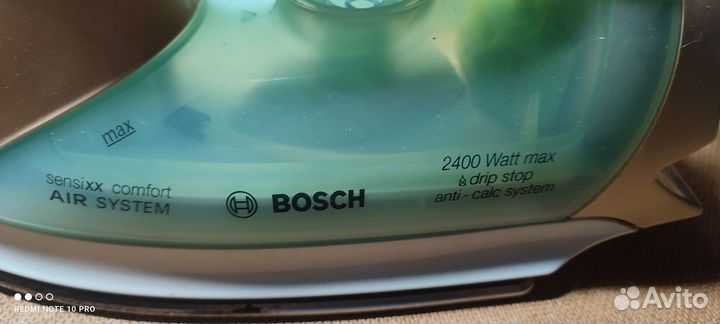 max
sensixx comfort
AIR SYSTEM
BOSCH
2400 Watt max
drip stop
anti-calc system
REDMI NOTE 10 PRO
Avito